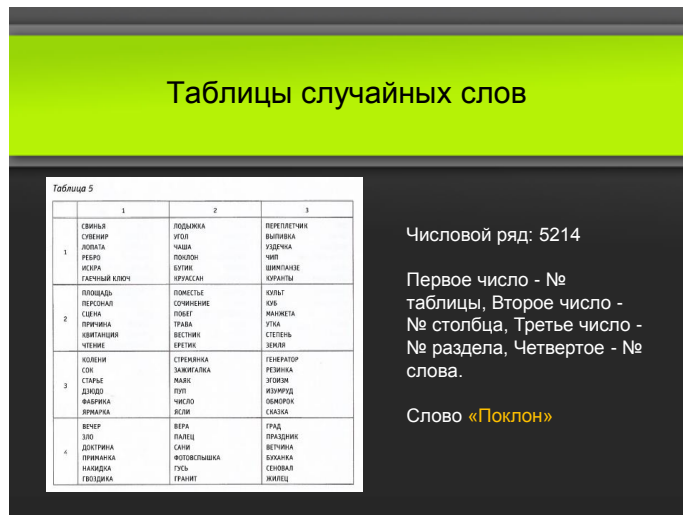 Таблицы случайных слов
Таблица 5
1 2 3
1
СВИНЬЯ ЛОДЫЖКА ПЕРЕПЛЕТЧИК
СУВЕНИР УГОЛ ВЫПИВКА
ЛОПАТА ЧАША УЗДЕЧКА
РЕБРО ПОКЛОН ЧИП
ИСКРА БУТИК ШИМПАНЗЕ
ГАЕЧНЫЙ КЛЮЧ КРУАССАН КУРАНТЫ
2
ПЛОЩАДЬ ПОМЕСТЬЕ КУЛЬТ
ПЕРСОНАЛ СОЧИНЕНИЕ КУБ
СЦЕНА ПОБЕГ МАНЖЕТА
ПРИЧИНА ТРАВА УТКА
КВИТАНЦИЯ ВЕСТНИК СТЕПЕНЬ
ЧТЕНИЕ ЕРЕТИК ЗЕМЛЯ
3
КОЛЕНИ СТРЕМЯНКА ГЕНЕРАТОР
СОК ЗАЖИГАЛКА РЕЗИНКА
СТАРЬЕ МАЯК ЭГОИЗМ
ДЗЮДО ПУП ИЗУМРУД
ФАБРИКА ЧИСЛО ОБМОРОК
ЯРМАРКА ЯСЛИ СКАЗКА
4
ВЕЧЕР ВЕРА ГРАД
ЗЛО ПАЛЕЦ ПРАЗДНИК
ДОКТРИНА САНИ ВЕТЧИНА
ПРИМАНКА ФОТОВСПЫШКА БУХАНКА
НАКИДКА ГУСЬ СЕНОВАЛ
ГВОЗДИКА ГРАНИТ ЖИЛЕЦ
Числовой ряд: 5214
Первое число - №
таблицы, Второе число -
№ столбца, Третье число -
№ раздела, Четвертое - №
слова.
Слово «Поклон»